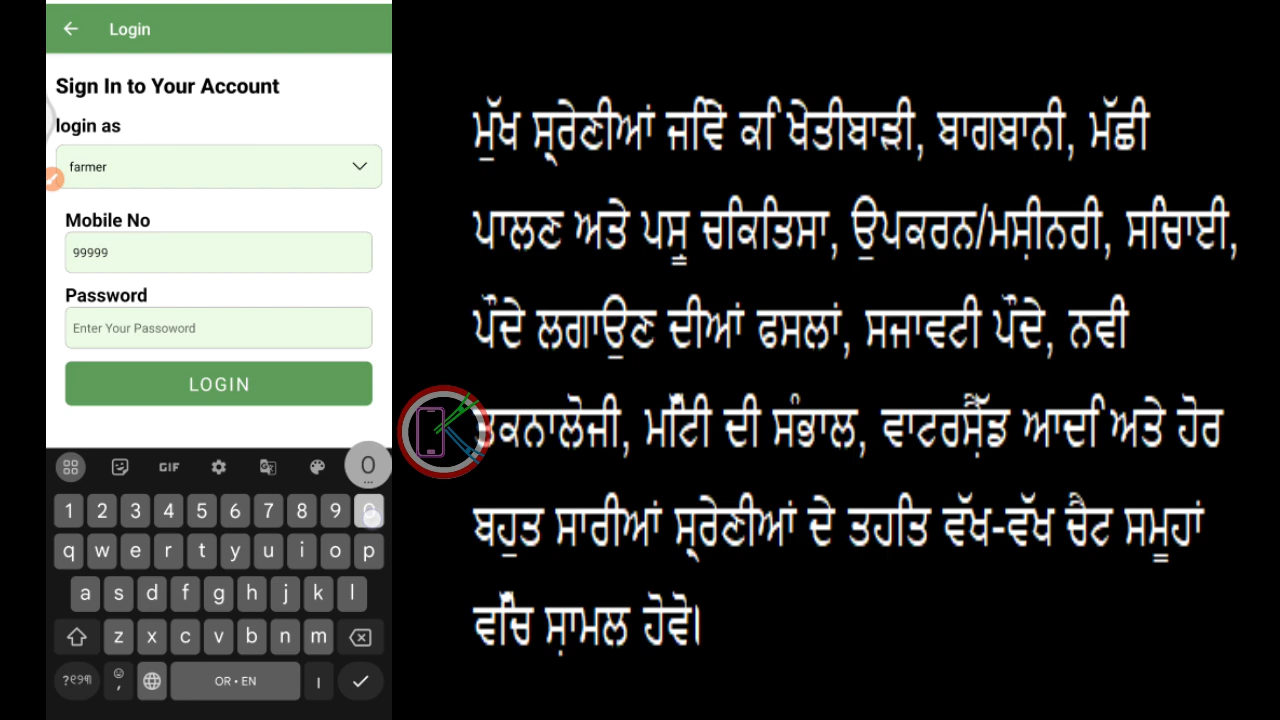 Login
Sign In to Your Account
login as
farmer
Mobile No
99999
Password
Enter Your Passoword
LOGIN
GIF
0
1 2 3 4 5 6 7 8 9
q w e r t y u i o p
a s d f g h j k l
z x c v b n m
?୧୨୩ , OR • EN ।
ਮੁੱਖ ਸ਼੍ਰੇਣੀਆਂ ਜਵਿੇਂ ਕ ਿਖੇਤੀਬਾੜੀ, ਬਾਗਬਾਨੀ, ਮੱਛੀ
ਪਾਲਣ ਅਤੇ ਪਸ਼ੂ ਚਕਿਤਿਸਾ, ਉਪਕਰਨ/ਮਸ਼ੀਨਰੀ, ਸਚਿਾਈ,
ਪੌਦੇ ਲਗਾਉਣ ਦੀਆਂ ਫਸਲਾਂ, ਸਜਾਵਟੀ ਪੌਦੇ, ਨਵੀਂ
ਤਕਨਾਲੋਜੀ, ਮਿੱਟੀ ਦੀ ਸੰਭਾਲ, ਵਾਟਰਸ਼ੈੱਡ ਆਦ ਿਅਤੇ ਹੋਰ
ਬਹੁਤ ਸਾਰੀਆਂ ਸ਼੍ਰੇਣੀਆਂ ਦੇ ਤਹਤਿ ਵੱਖ-ਵੱਖ ਚੈਟ ਸਮੂਹਾਂ
ਵੱਚਿ ਸ਼ਾਮਲ ਹੋਵੋ।